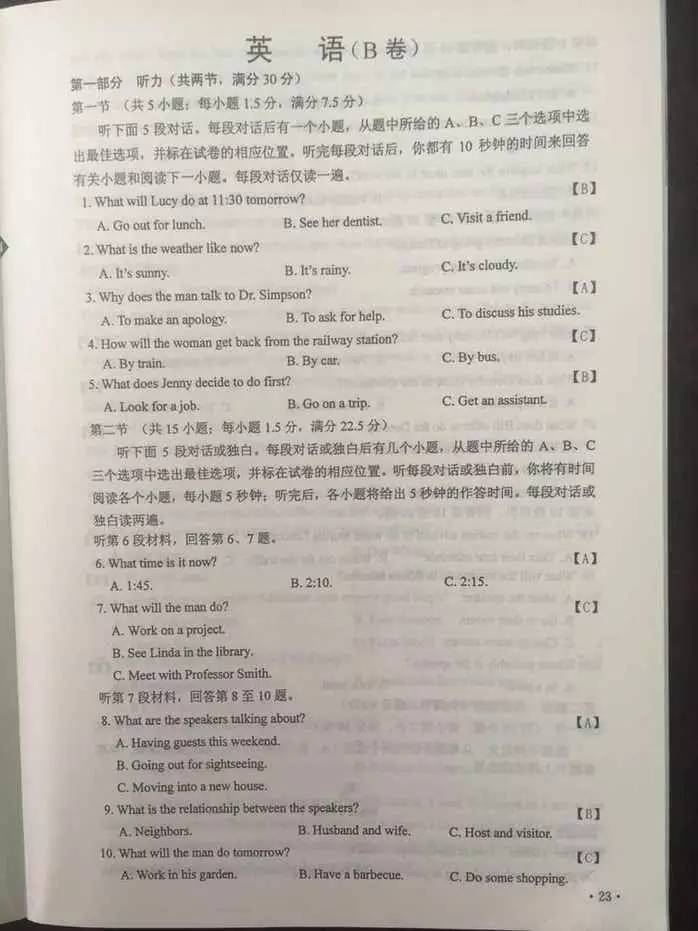 英 语(B 卷)
第一部分 听力(共两节,满分 30 分)
第一节 (共 5 小题;每小题 1.5 分,满分 7.5 分)
听下面 5 段对话。每段对话后有一个小题,从题中所给的 A、B、C 三个选项中选
出最佳选项,并标在试卷的相应位置。听完每段对话后,你都有 10 秒钟的时间来回答
有关小题和阅读下一小题。每段对话仅读一遍。
1. What will Lucy do at 11:30 tomorrow? 【B】
A. Go out for lunch. B. See her dentist. C. Visit a friend.
2. What is the weather like now? 【C】
A. It's sunny. B. It's rainy. C. It's cloudy.
3. Why does the man talk to Dr. Simpson? 【A】
A. To make an apology. B. To ask for help. C. To discuss his studies.
4. How will the woman get back from the railway station? 【C】
A. By train. B. By car. C. By bus.
5. What does Jenny decide to do first? 【B】
A. Look for a job. B. Go on a trip. C. Get an assistant.
第二节 (共 15 小题;每小题 1.5 分,满分 22.5 分)
听下面 5 段对话或独白。每段对话或独白后有几个小题,从题中所给的 A、B、C
三个选项中选出最佳选项,并标在试卷的相应位置。听每段对话或独白前,你将有时间
阅读各个小题,每小题 5 秒钟;听完后,各小题将给出 5 秒钟的作答时间。每段对话或
独白读两遍。
听第 6 段材料,回答第 6、7 题。
6. What time is it now? 【A】
A. 1:45. B. 2:10. C. 2:15.
7. What will the man do? 【C】
A. Work on a project.
B. See Linda in the library.
C. Meet with Professor Smith.
听第 7 段材料,回答第 8 至 10 题。
8. What are the speakers talking about? 【A】
A. Having guests this weekend.
B. Going out for sightseeing.
C. Moving into a new house.
9. What is the relationship between the speakers? 【B】
A. Neighbors. B. Husband and wife. C. Host and visitor.
10. What will the man do tomorrow? 【C】
A. Work in his garden. B. Have a barbecue. C. Do some shopping.
· 23 ·